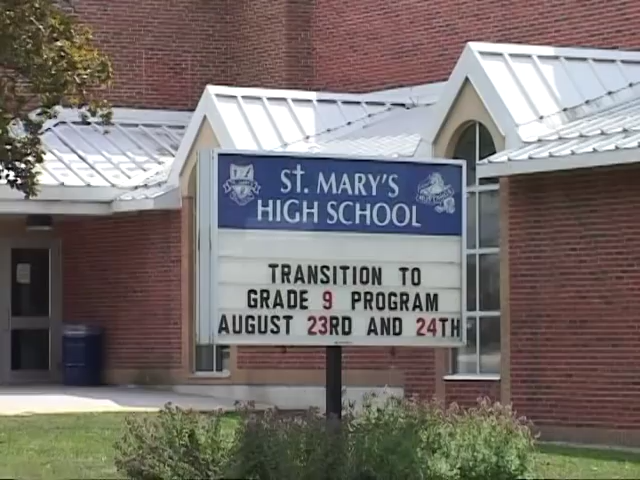 ST. MARY'S
HIGH SCHOOL
TRANSITION TO
GRADE 9 PROGRAM
AUGUST 23RD AND 24TH